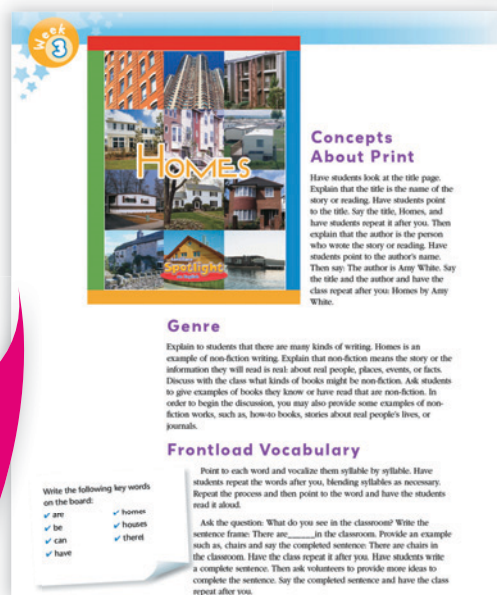 Week
3
HOMES
Spotlight
Concepts
About Print
Have students look at the title page.
Explain that the title is the name of the
story or reading. Have students point
to the title. Say the title, Homes, and
have students repeat it after you. Then
explain that the author is the person
who wrote the story or reading. Have
students point to the author's name.
Then say: The author is Amy White. Say
the title and the author and have the
class repeat after you: Homes by Amy
White.
Genre
Explain to students that there are many kinds of writing. Homes is an
example of non-fiction writing. Explain that non-fiction means the story or the
information they will read is real: about real people, places, events, or facts.
Discuss with the class what kinds of books might be non-fiction. Ask students
to give examples of books they know or have read that are non-fiction. In
order to begin the discussion, you may also provide some examples of non-
fiction works, such as, how-to books, stories about real people's lives, or
journals.
Frontload Vocabulary
Point to each word and vocalize them syllable by syllable. Have
students repeat the words after you, blending syllables as necessary.
Repeat the process and then point to the word and have the students
read it aloud.
Ask the question: What do you see in the classroom? Write the
sentence frame: There are______in the classroom. Provide an example
such as, chairs and say the completed sentence: There are chairs in
the classroom. Have the class repeat it after you. Have students write
a complete sentence. Then ask volunteers to provide more ideas to
complete the sentence. Say the completed sentence and have the class
repeat after you.
Write the following key words
on the board:
✔ are
✔ be
✔ can
✔ have
✔ homes
✔ houses
✔ there|